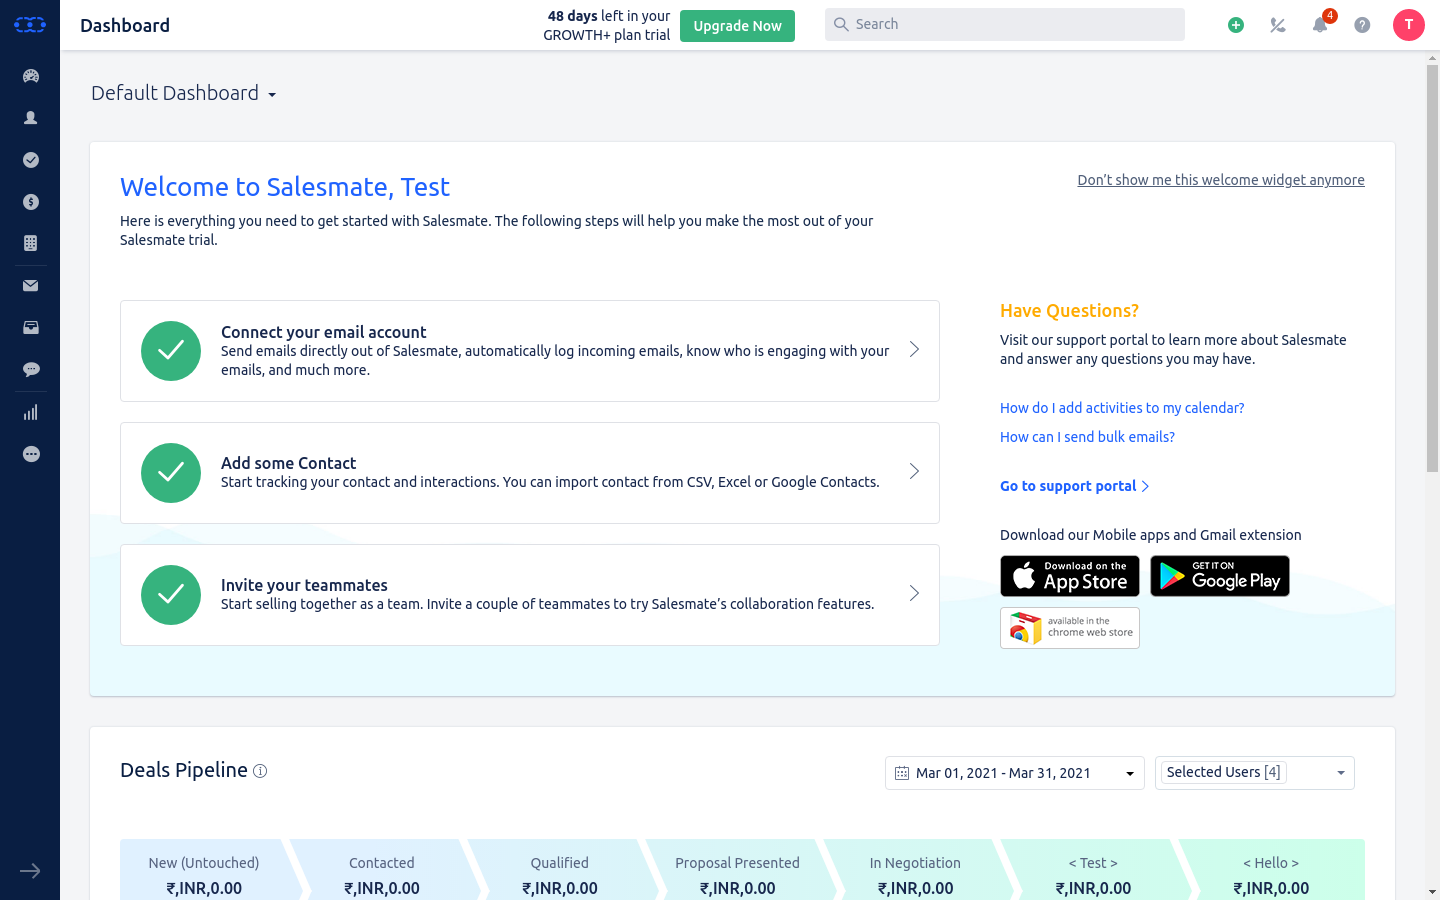 Dashboard
48 days left in your
GROWTH+ plan trial
Upgrade Now
Search
4
T
Default Dashboard
Welcome to Salesmate, Test
Don’t show me this welcome widget anymore
Here is everything you need to get started with Salesmate. The following steps will help you make the most out of your
Salesmate trial.
Connect your email account
Send emails directly out of Salesmate, automatically log incoming emails, know who is engaging with your
emails, and much more.
Add some Contact
Start tracking your contact and interactions. You can import contact from CSV, Excel or Google Contacts.
Invite your teammates
Start selling together as a team. Invite a couple of teammates to try Salesmate’s collaboration features.
Have Questions?
Visit our support portal to learn more about Salesmate
and answer any questions you may have.
How do I add activities to my calendar?
How can I send bulk emails?
Go to support portal
Download our Mobile apps and Gmail extension
Download on the
App Store
GET IT ON
Google Play
available in the
chrome web store
Deals Pipeline
Mar 01, 2021 - Mar 31, 2021
Selected Users [4]
New (Untouched)
₹,INR,0.00
Contacted
₹,INR,0.00
Qualified
₹,INR,0.00
Proposal Presented
₹,INR,0.00
In Negotiation
₹,INR,0.00
< Test >
₹,INR,0.00
< Hello >
₹,INR,0.00